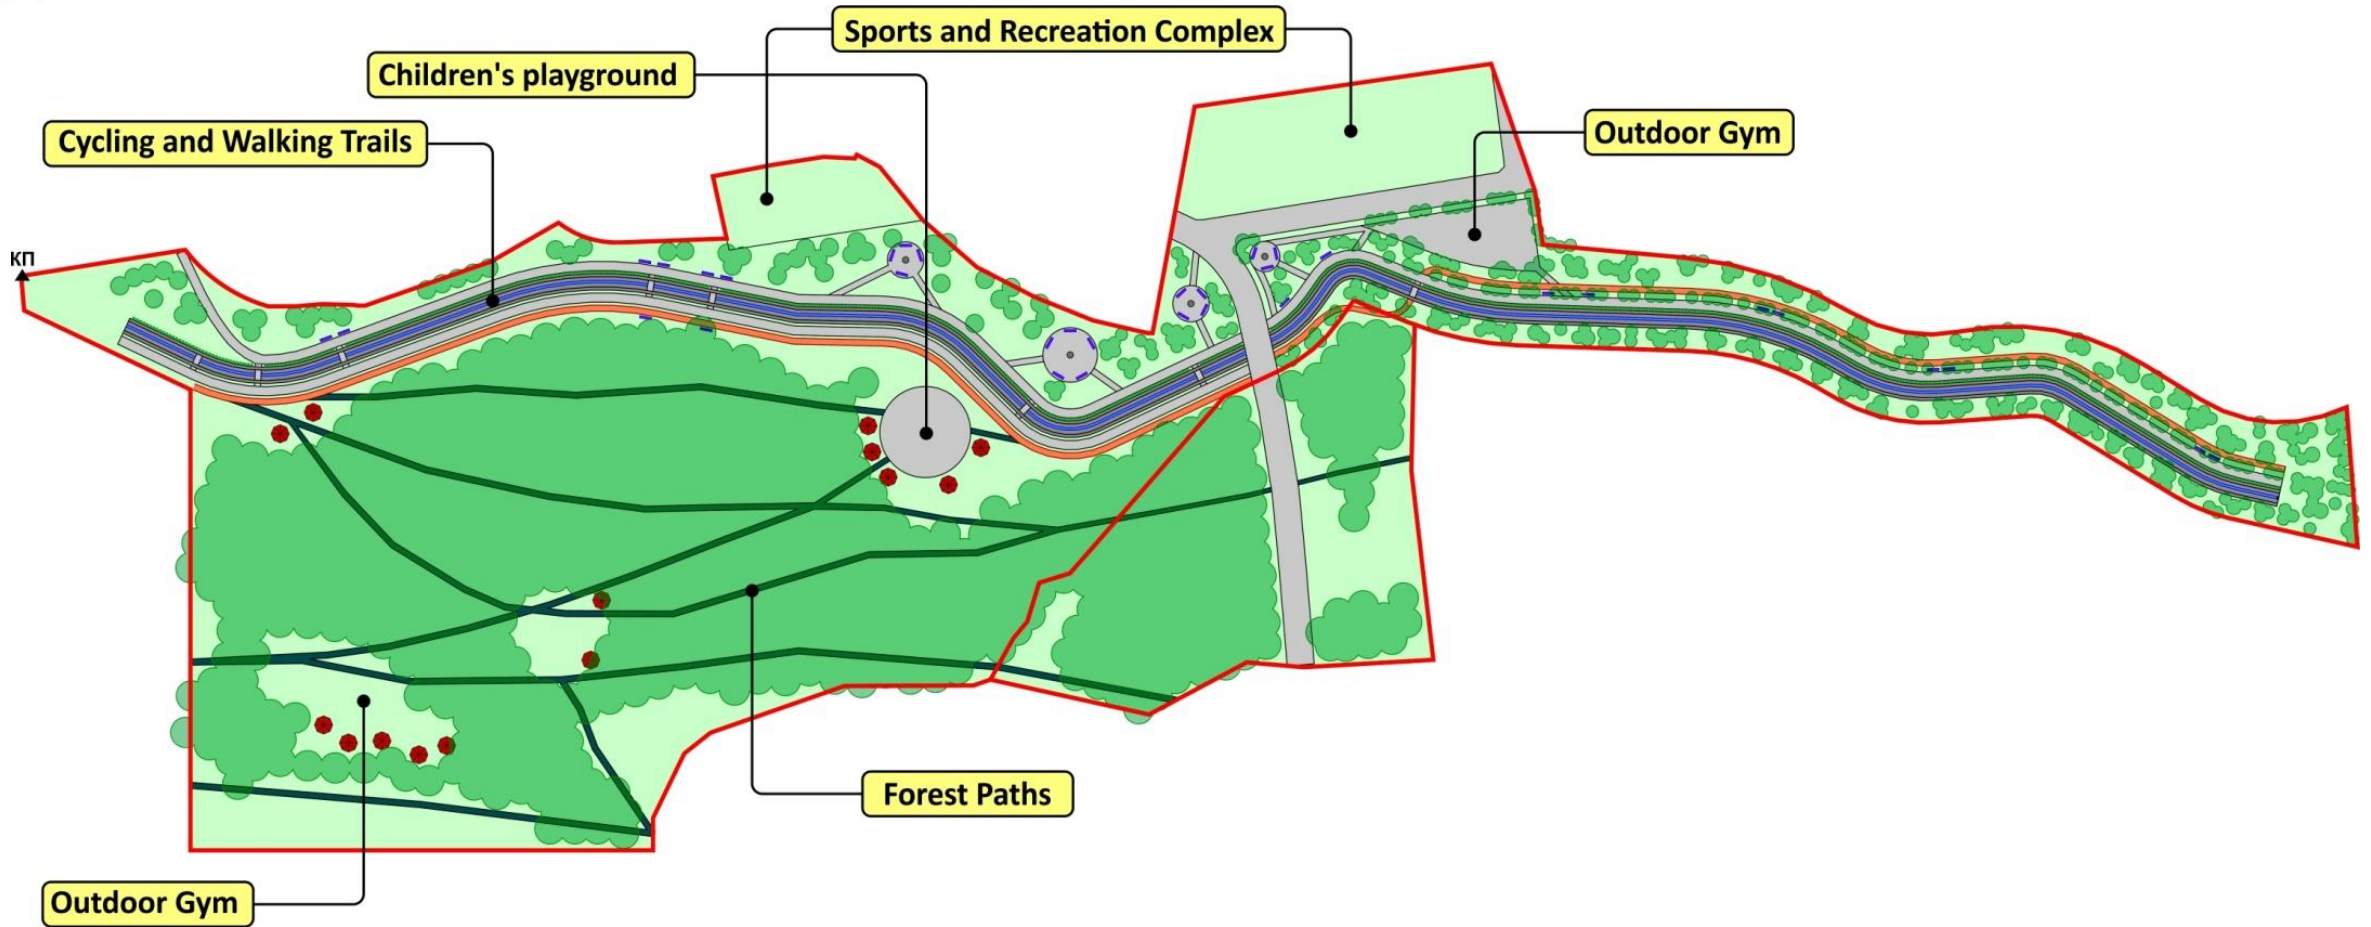 Sports and Recreation Complex
Children's playground
Cycling and Walking Trails
Outdoor Gym
КП
Forest Paths
Outdoor Gym